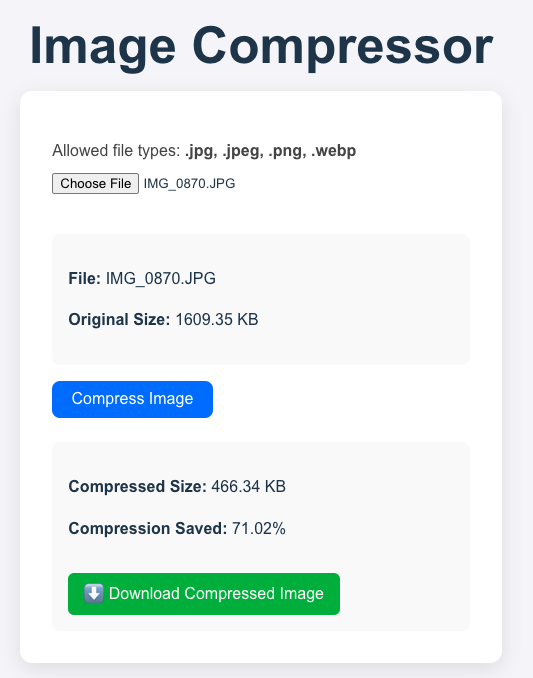 Image Compressor
Allowed file types: .jpg, .jpeg, .png, .webp
Choose File IMG_0870.JPG
File: IMG_0870.JPG
Original Size: 1609.35 KB
Compress Image
Compressed Size: 466.34 KB
Compression Saved: 71.02%
⬇️ Download Compressed Image